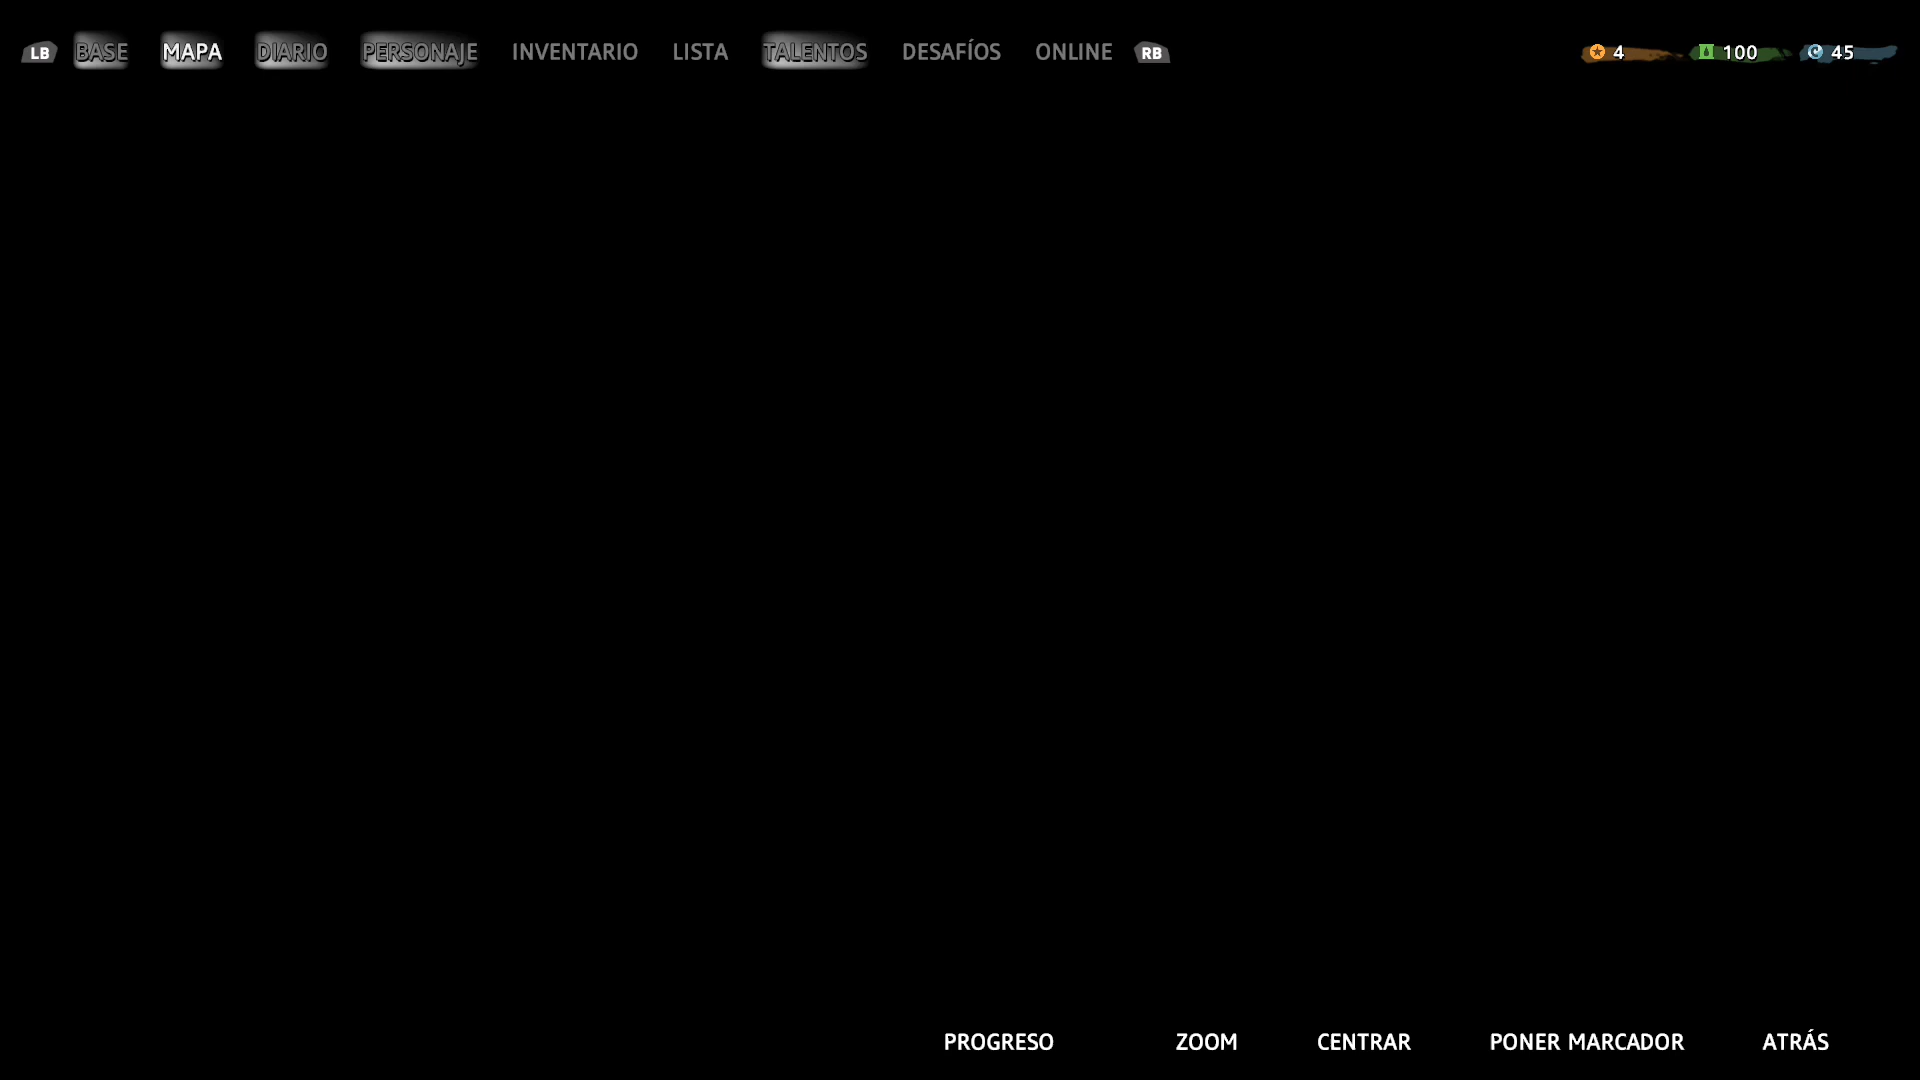 LB BASE MAPA DIARIO PERSONAJE INVENTARIO LISTA TALENTOS DESAFÍOS ONLINE RB 4 100 45
PROGRESO ZOOM CENTRAR PONER MARCADOR ATRÁS